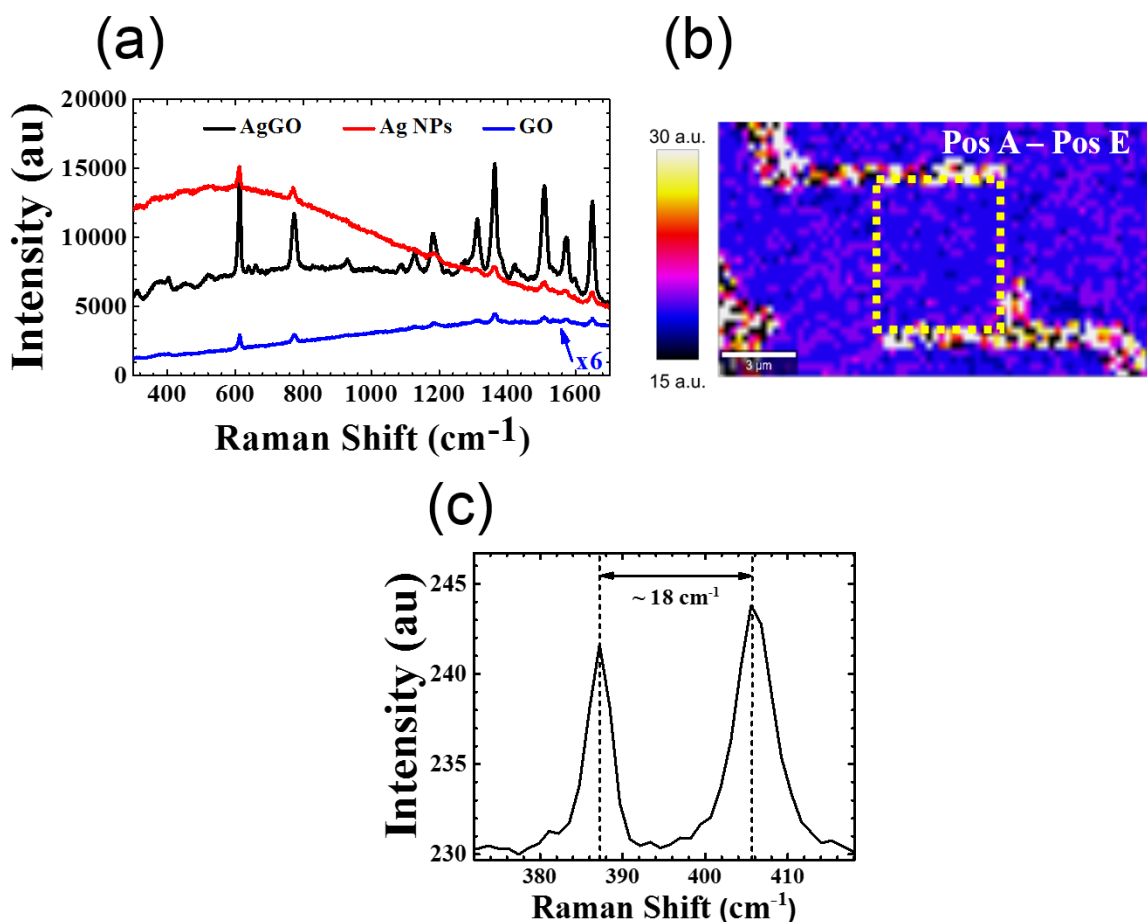 (a)
20000
15000
10000
5000
0
Intensity (au)
AgGO Ag NPs GO
x6
400 600 800 1000 1200 1400 1600
Raman Shift (cm-1)
(b)
30 a.u.
15 a.u.
Pos A – Pos E
3 µm
(c)
245
240
235
230
Intensity (au)
~ 18 cm-1
380 390 400 410
Raman Shift (cm-1)